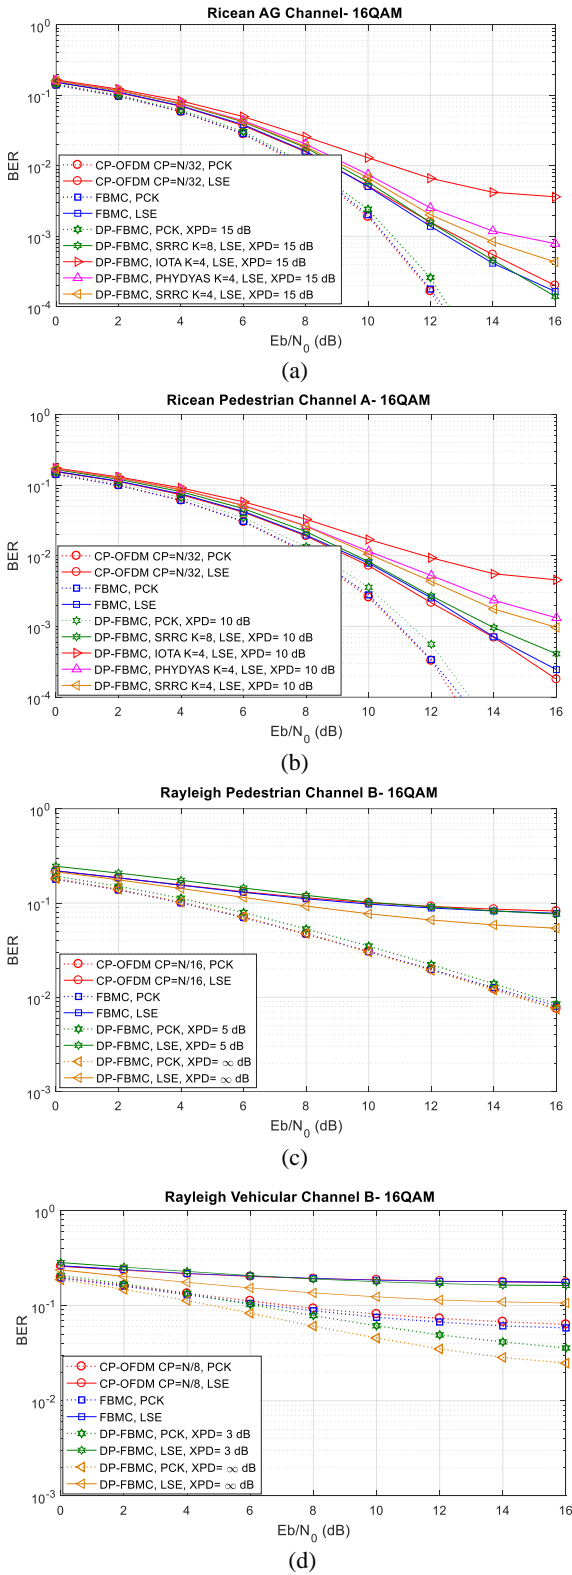 Ricean AG Channel- 16QAM
10^0
10^-1
10^-2
10^-3
10^-4
BER
CP-OFDM CP=N/32, PCK
CP-OFDM CP=N/32, LSE
FBMC, PCK
FBMC, LSE
DP-FBMC, PCK, XPD= 15 dB
DP-FBMC, SRRC K=8, LSE, XPD= 15 dB
DP-FBMC, IOTA K=4, LSE, XPD= 15 dB
DP-FBMC, PHYDYAS K=4, LSE, XPD= 15 dB
DP-FBMC, SRRC K=4, LSE, XPD= 15 dB
0 2 4 6 8 10 12 14 16
Eb/N_0 (dB)
(a)
Ricean Pedestrian Channel A- 16QAM
10^0
10^-1
10^-2
10^-3
10^-4
BER
CP-OFDM CP=N/32, PCK
CP-OFDM CP=N/32, LSE
FBMC, PCK
FBMC, LSE
DP-FBMC, PCK, XPD= 10 dB
DP-FBMC, SRRC K=8, LSE, XPD= 10 dB
DP-FBMC, IOTA K=4, LSE, XPD= 10 dB
DP-FBMC, PHYDYAS K=4, LSE, XPD= 10 dB
DP-FBMC, SRRC K=4, LSE, XPD= 10 dB
0 2 4 6 8 10 12 14 16
Eb/N_0 (dB)
(b)
Rayleigh Pedestrian Channel B- 16QAM
10^0
10^-1
10^-2
10^-3
BER
CP-OFDM CP=N/16, PCK
CP-OFDM CP=N/16, LSE
FBMC, PCK
FBMC, LSE
DP-FBMC, PCK, XPD= 5 dB
DP-FBMC, LSE, XPD= 5 dB
DP-FBMC, PCK, XPD= ∞ dB
DP-FBMC, LSE, XPD= ∞ dB
0 2 4 6 8 10 12 14 16
Eb/N_0 (dB)
(c)
Rayleigh Vehicular Channel B- 16QAM
10^0
10^-1
10^-2
10^-3
BER
CP-OFDM CP=N/8, PCK
CP-OFDM CP=N/8, LSE
FBMC, PCK
FBMC, LSE
DP-FBMC, PCK, XPD= 3 dB
DP-FBMC, LSE, XPD= 3 dB
DP-FBMC, PCK, XPD= ∞ dB
DP-FBMC, LSE, XPD= ∞ dB
0 2 4 6 8 10 12 14 16
Eb/N_0 (dB)
(d)